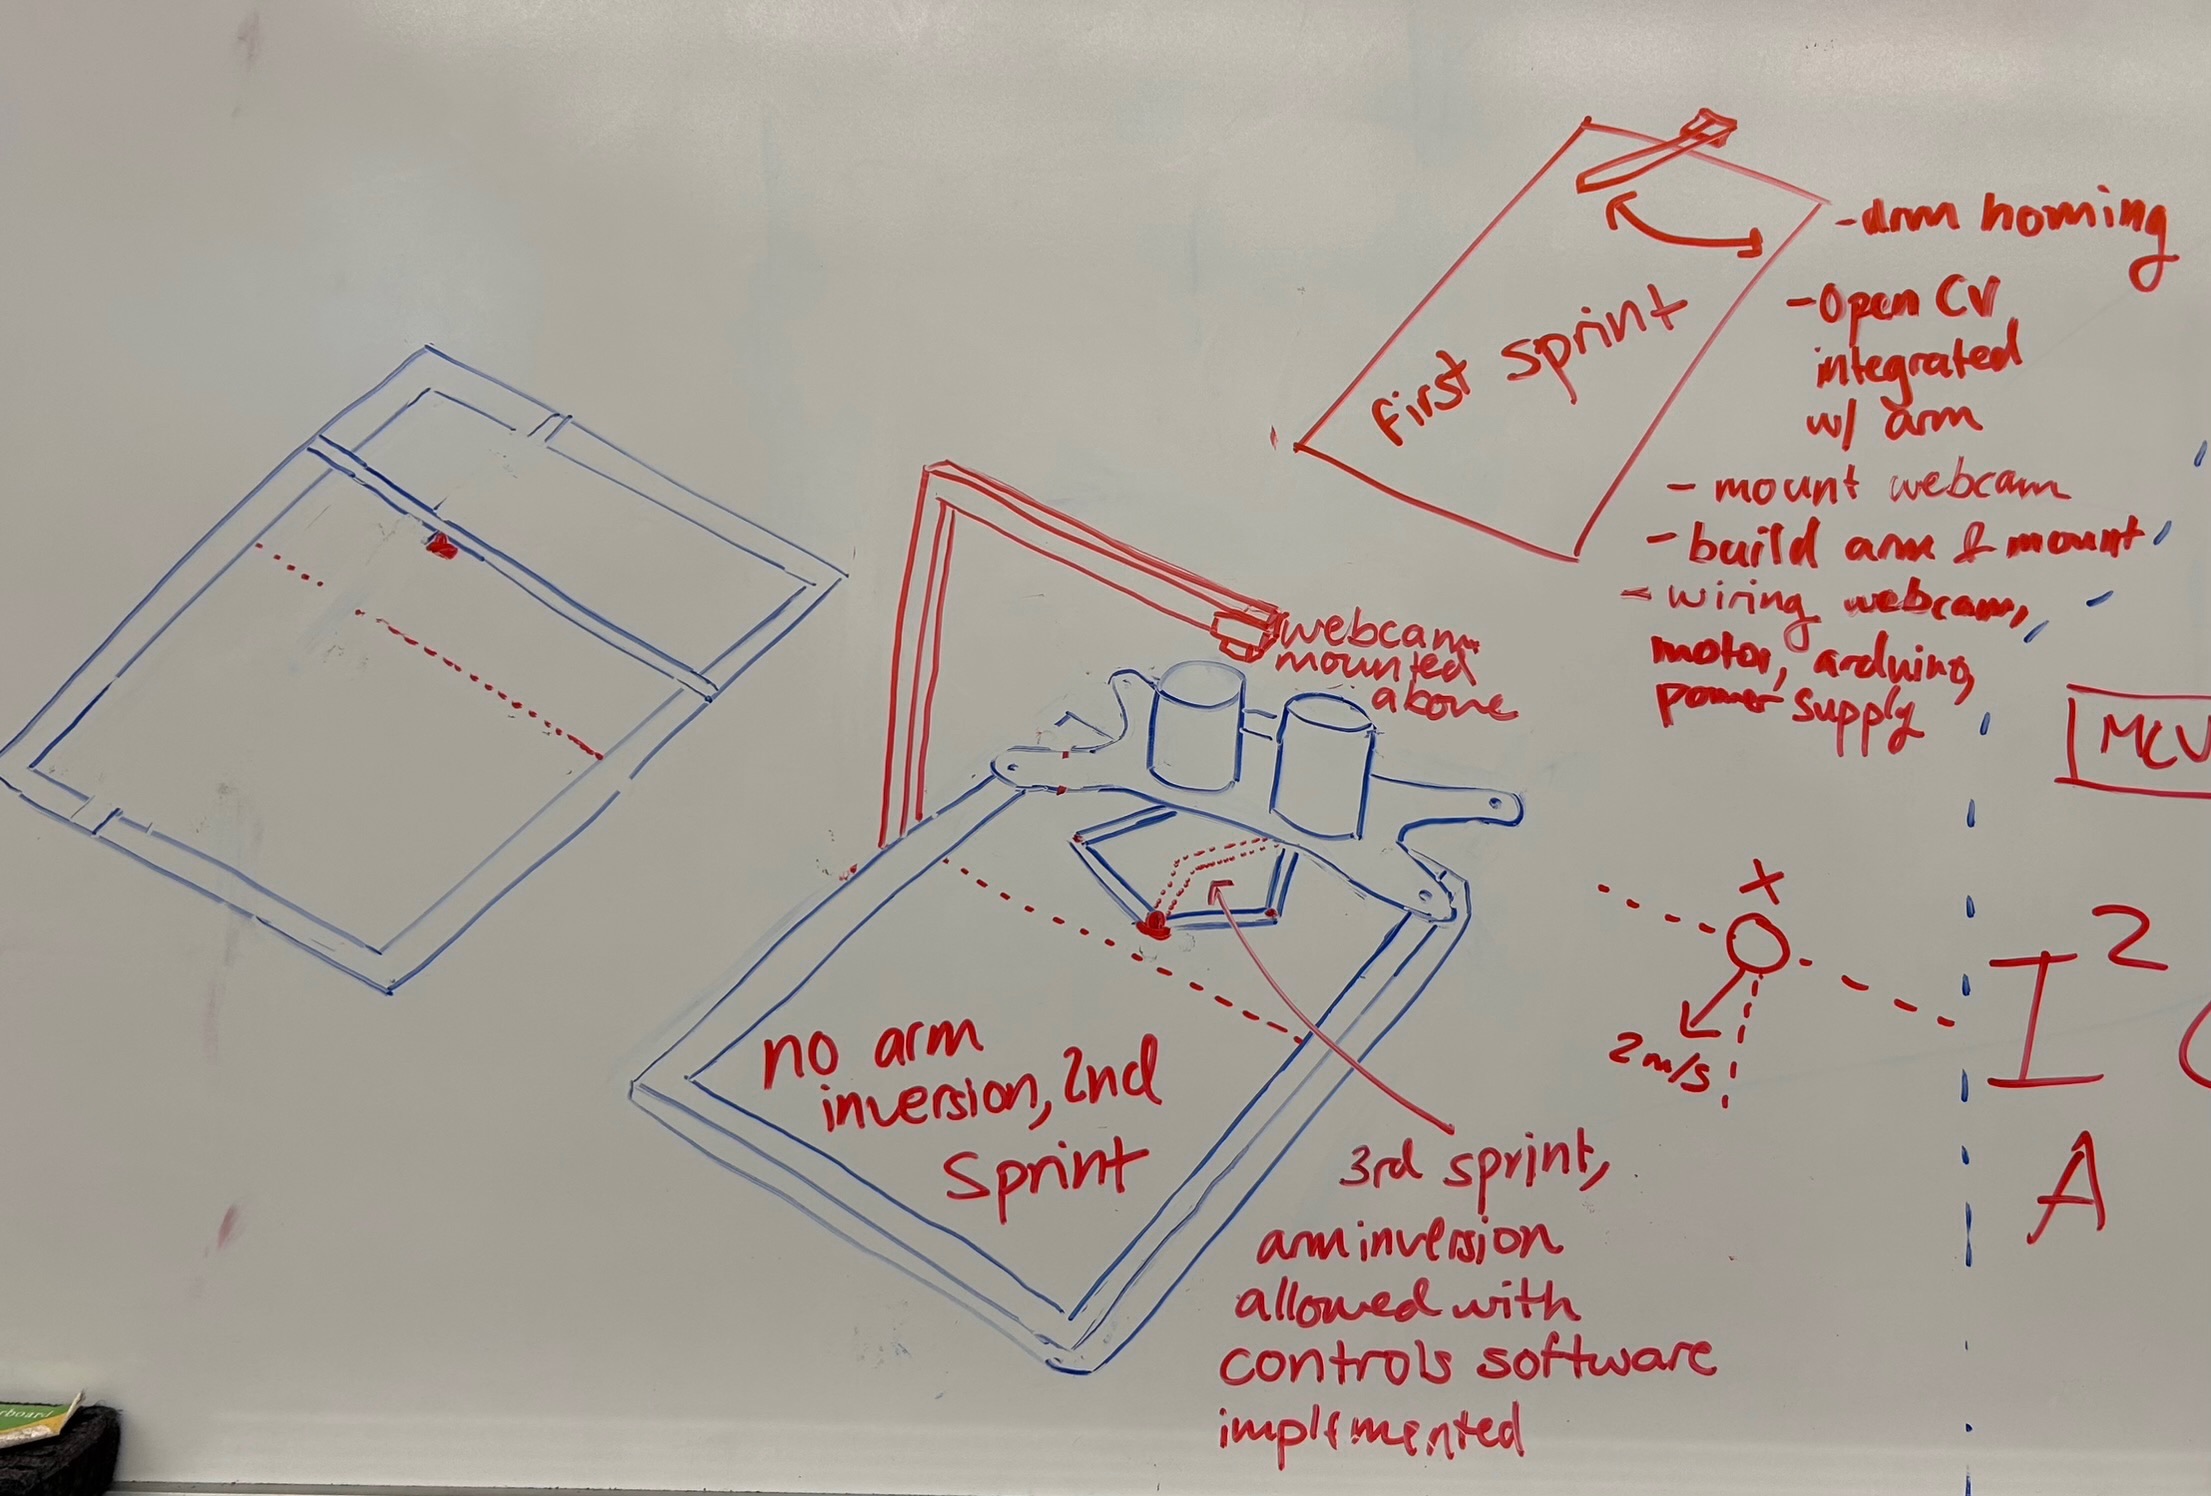 first sprint
-arm homing
-Open CV
integrated
w/ arm
- mount webcam
- build arm & mount
- wiring webcam,
motor, arduino,
power supply
webcam
mounted
above
MCU
X
2 m/s
I²
A
no arm
inversion, 2nd
Sprint
3rd sprint,
arm inversion
allowed with
controls software
implemented